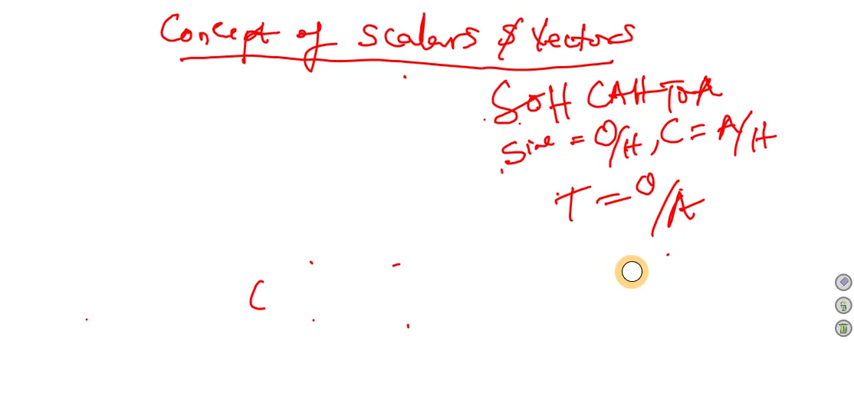 Concept of Scalars & Vectors
SOH CAH TOA
Sine = O/H, C = A/H
T = O/A
C